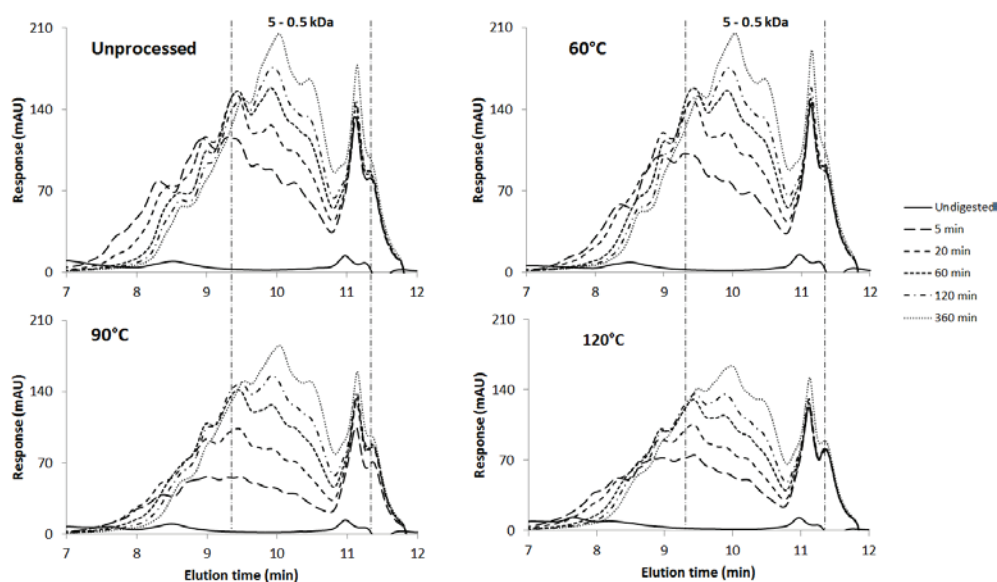 5 - 0.5 kDa
5 - 0.5 kDa
Unprocessed
60°C
Response (mAU)
210
140
70
0
7 8 9 10 11 12
Response (mAU)
210
140
70
0
7 8 9 10 11 12
Undigested
5 min
20 min
60 min
120 min
360 min
90°C
120°C
Response (mAU)
210
140
70
0
7 8 9 10 11 12
Elution time (min)
Response (mAU)
210
140
70
0
7 8 9 10 11 12
Elution time (min)